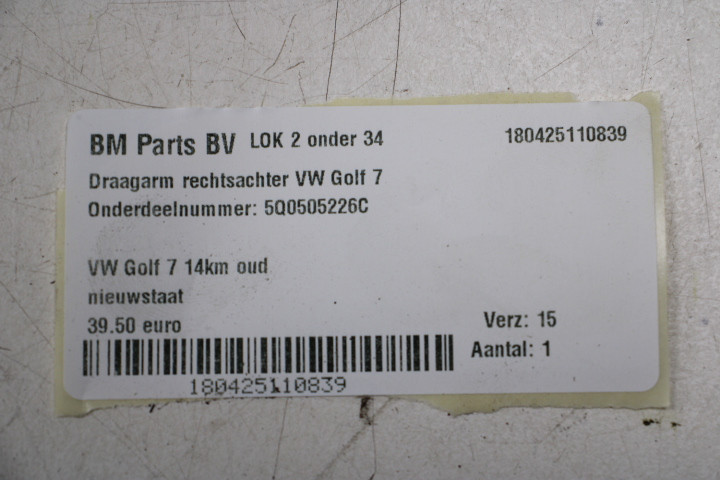 BM Parts BV LOK 2 onder 34 180425110839
Draagarm rechtsachter VW Golf 7
Onderdeelnummer: 5Q0505226C
VW Golf 7 14km oud
nieuwstaat
39.50 euro Verz: 15
Aantal: 1
180425110839